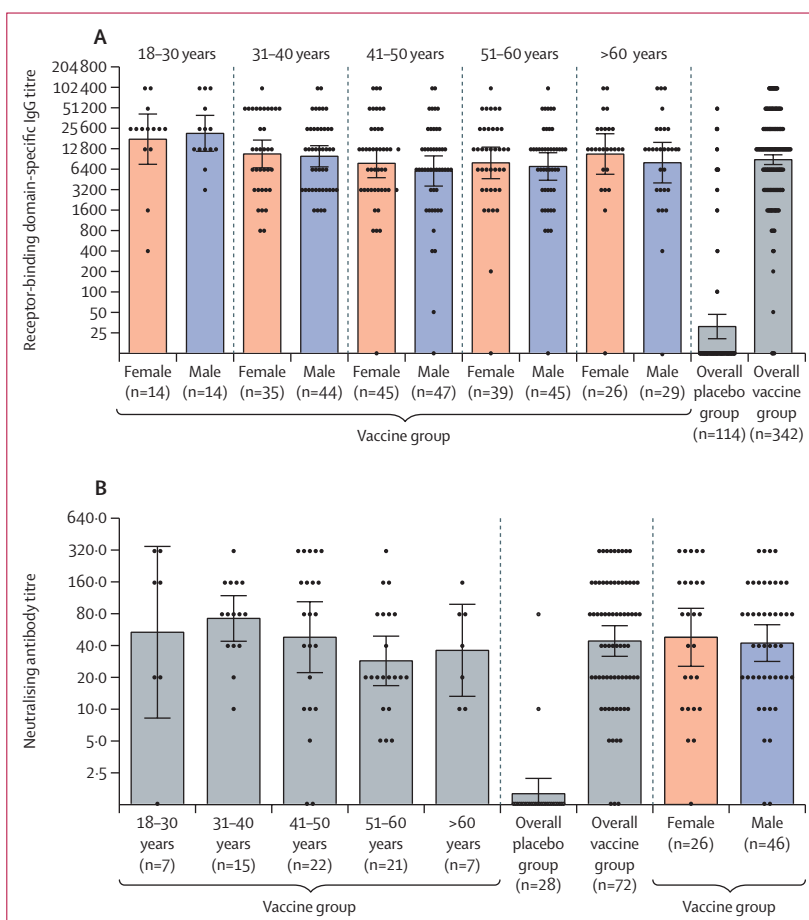 A
18–30 years 31–40 years 41–50 years 51–60 years >60 years
Receptor-binding domain-specific IgG titre
204 800
102 400
51 200
25 600
12 800
6400
3200
1600
800
400
200
100
50
25
Female (n=14)
Male (n=14)
Female (n=35)
Male (n=44)
Female (n=45)
Male (n=47)
Female (n=39)
Male (n=45)
Female (n=26)
Male (n=29)
Overall placebo group (n=114)
Overall vaccine group (n=342)
Vaccine group
B
Neutralising antibody titre
640·0
320·0
160·0
80·0
40·0
20·0
10·0
5·0
2·5
18–30 years (n=7)
31–40 years (n=15)
41–50 years (n=22)
51–60 years (n=21)
>60 years (n=7)
Overall placebo group (n=28)
Overall vaccine group (n=72)
Female (n=26)
Male (n=46)
Vaccine group
Vaccine group